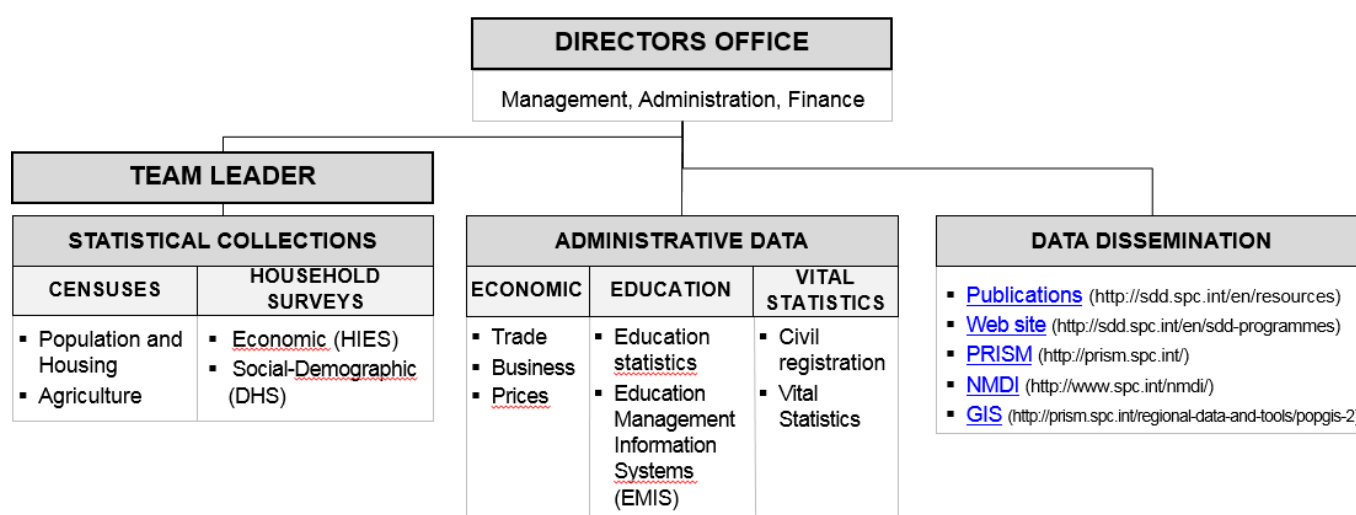 DIRECTORS OFFICE
Management, Administration, Finance
TEAM LEADER
STATISTICAL COLLECTIONS
CENSUSES
HOUSEHOLD
SURVEYS
▪ Population and
Housing
▪ Agriculture
▪ Economic (HIES)
▪ Social-Demographic
(DHS)
ADMINISTRATIVE DATA
ECONOMIC
EDUCATION
VITAL
STATISTICS
▪ Trade
▪ Business
▪ Prices
▪ Education
statistics
▪ Education
Management
Information
Systems
(EMIS)
▪ Civil
registration
▪ Vital
Statistics
DATA DISSEMINATION
▪ Publications (http://sdd.spc.int/en/resources)
▪ Web site (http://sdd.spc.int/en/sdd-programmes)
▪ PRISM (http://prism.spc.int/)
▪ NMDI (http://www.spc.int/nmdi/)
▪ GIS (http://prism.spc.int/regional-data-and-tools/popgis-2)